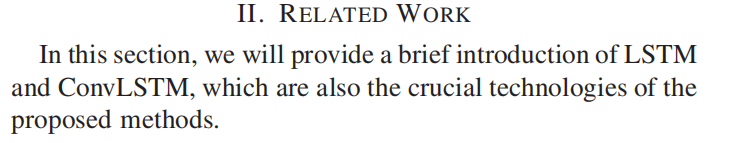 II. RELATED WORK
In this section, we will provide a brief introduction of LSTM
and ConvLSTM, which are also the crucial technologies of the
proposed methods.